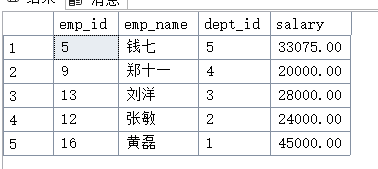 结果 消息
emp_id emp_name dept_id salary
1 5 钱七 5 33075.00
2 9 郑十一 4 20000.00
3 13 刘洋 3 28000.00
4 12 张敏 2 24000.00
5 16 黄磊 1 45000.00